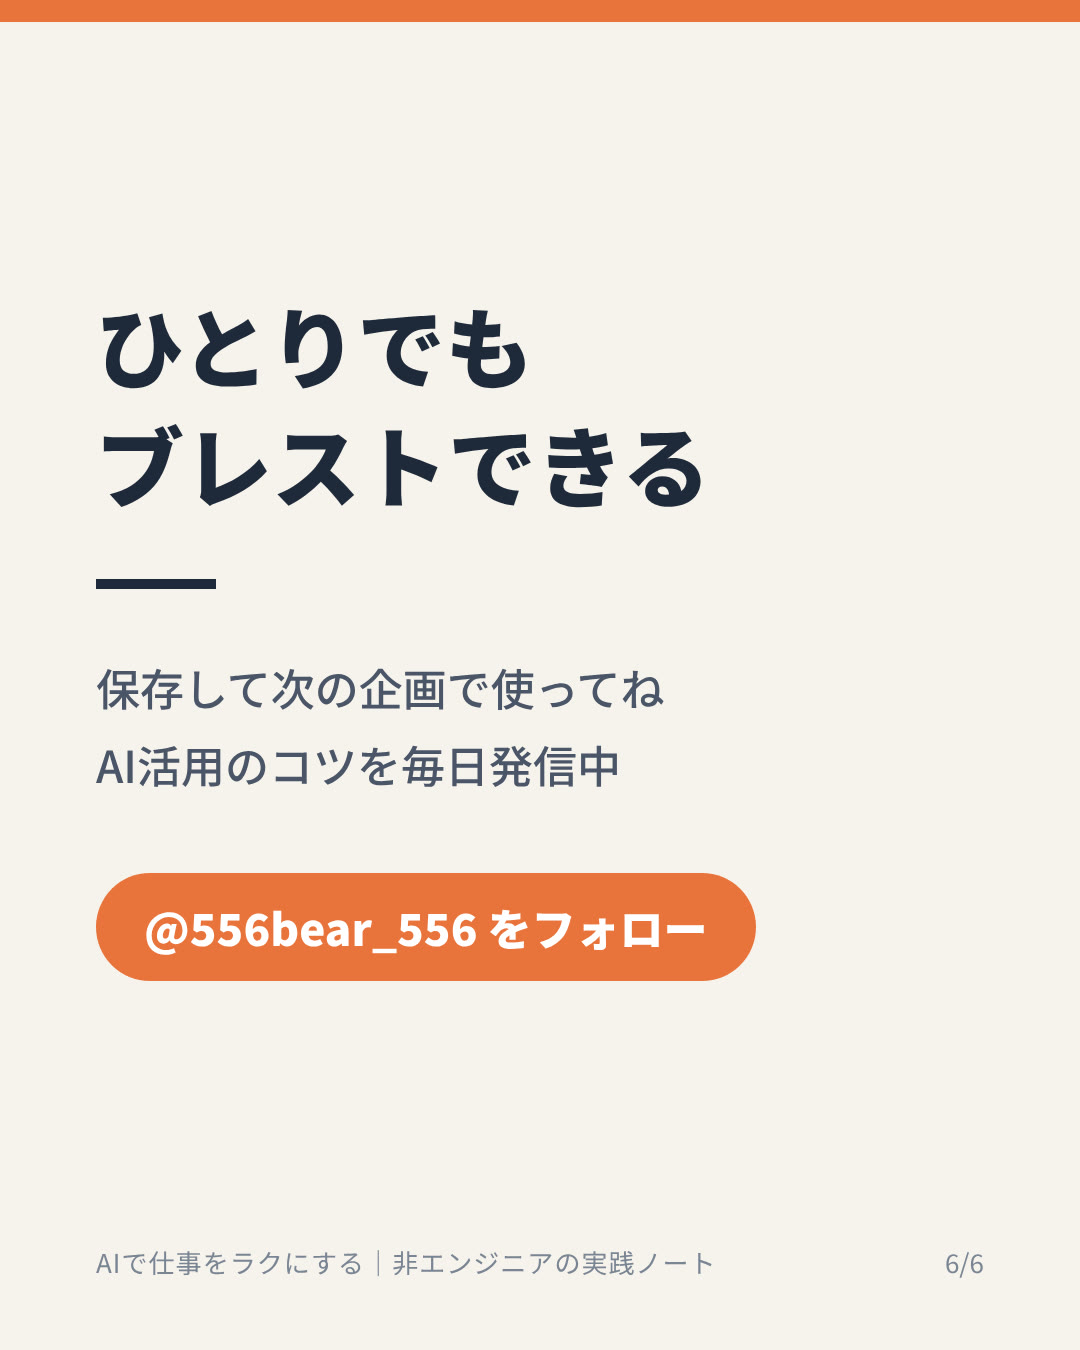 ひとりでも
ブレストできる
保存して次の企画で使ってね
AI活用のコツを毎日発信中
@556bear_556 をフォロー
AIで仕事をラクにする｜非エンジニアの実践ノート
6/6